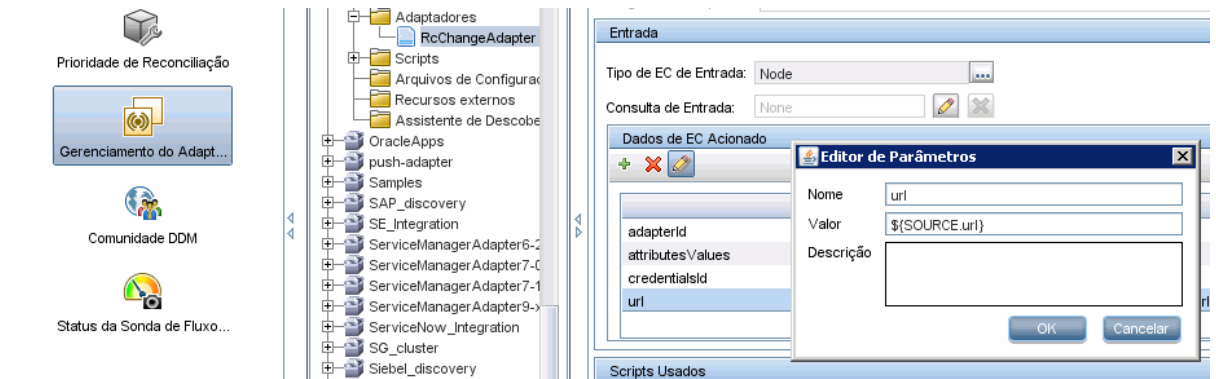 Prioridade de Reconciliação
Gerenciamento do Adapt...
Comunidade DDM
Status da Sonda de Fluxo...
Adaptadores
RcChangeAdapter
Scripts
Arquivos de Configurac
Recursos externos
Assistente de Descobe
OracleApps
push-adapter
Samples
SAP_discovery
SE_Integration
ServiceManagerAdapter6-2
ServiceManagerAdapter7-0
ServiceManagerAdapter7-1
ServiceManagerAdapter9-x
ServiceNow_Integration
SG_cluster
Siebel_discovery
Entrada
Tipo de EC de Entrada: Node ...
Consulta de Entrada: None
Dados de EC Acionado
adapterId
attributesValues
credentialsId
url
Editor de Parâmetros
Nome url
Valor ${SOURCE.url}
Descrição
OK Cancelar
Scripts Usados